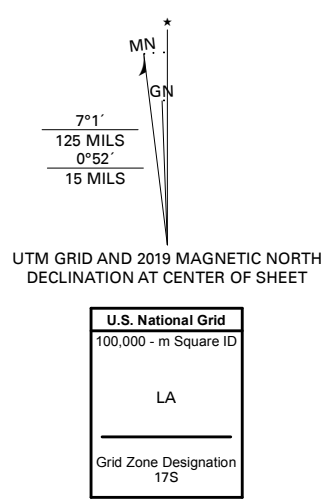 ★
MN
GN
7°1´
125 MILS
0°52´
15 MILS
UTM GRID AND 2019 MAGNETIC NORTH
DECLINATION AT CENTER OF SHEET
U.S. National Grid
100,000 - m Square ID
LA
Grid Zone Designation
17S